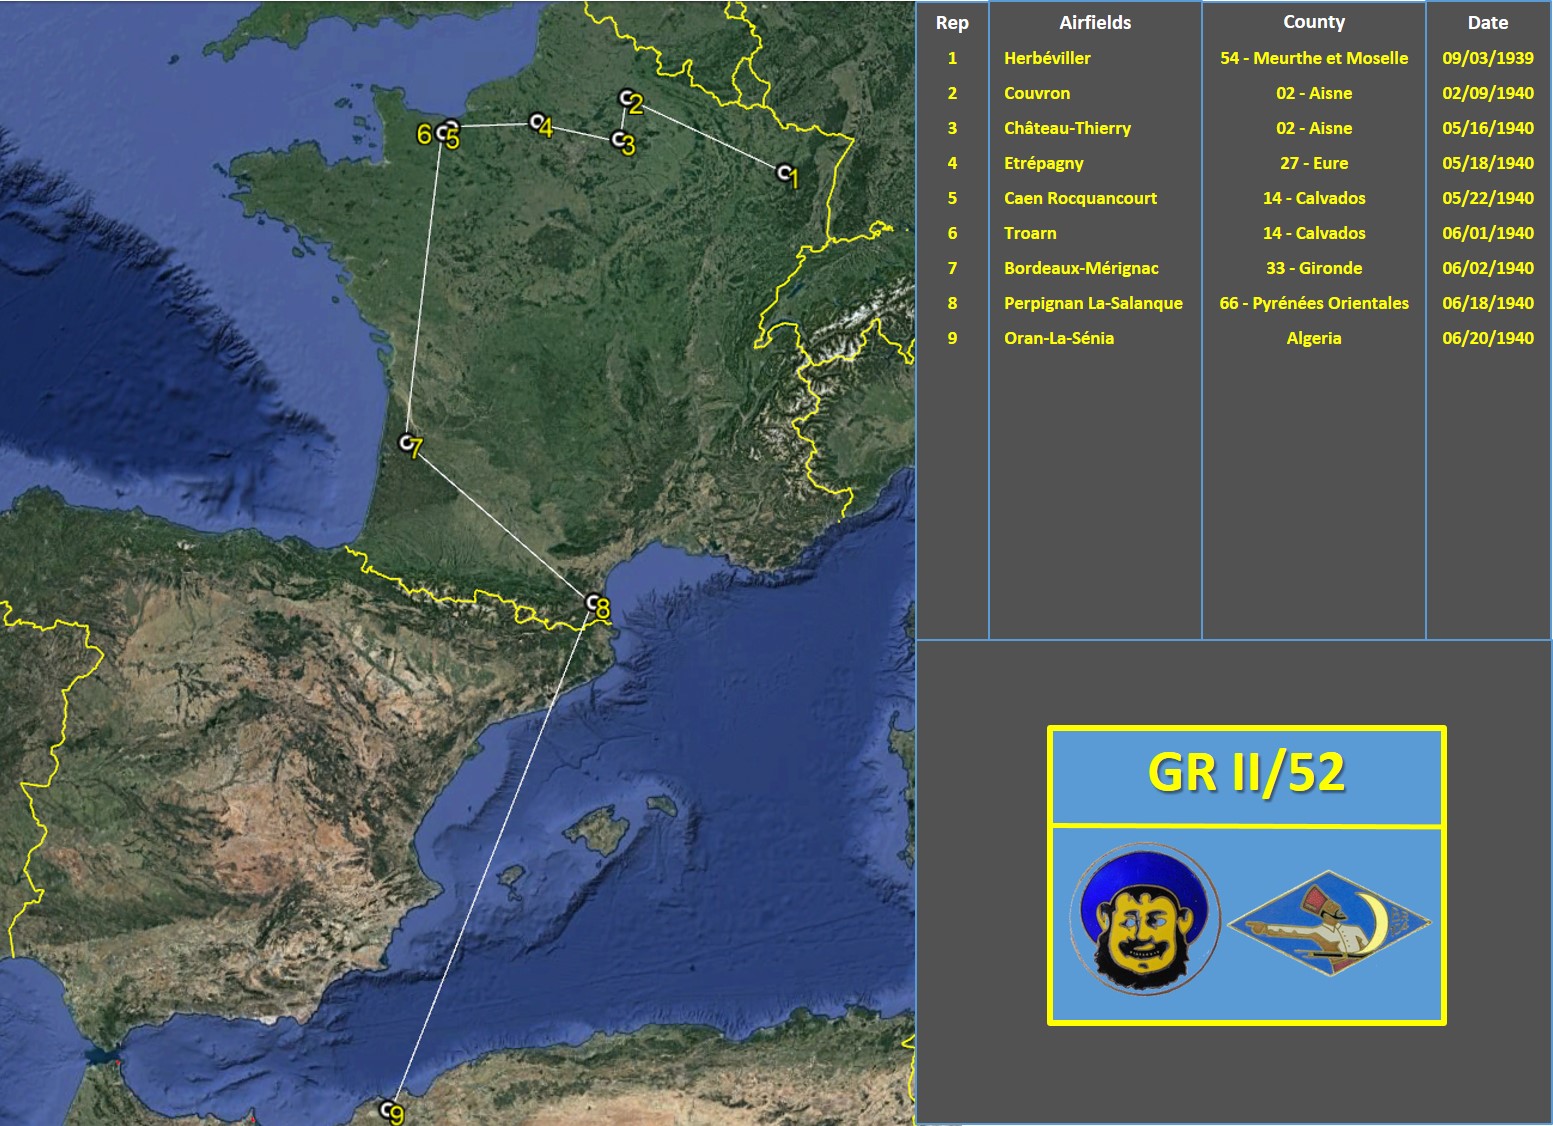 Rep Airfields County Date
1 Herbéviller 54 - Meurthe et Moselle 09/03/1939
2 Couvron 02 - Aisne 02/09/1940
3 Château-Thierry 02 - Aisne 05/16/1940
4 Etrépagny 27 - Eure 05/18/1940
5 Caen Rocquancourt 14 - Calvados 05/22/1940
6 Troarn 14 - Calvados 06/01/1940
7 Bordeaux-Mérignac 33 - Gironde 06/02/1940
8 Perpignan La-Salanque 66 - Pyrénées Orientales 06/18/1940
9 Oran-La-Sénia Algeria 06/20/1940
2
6 5 4
3
1
7
8
9
GR II/52